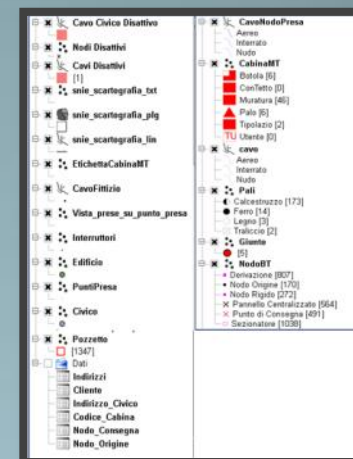 Cavo Civico Disattivo
Nodi Disattivi
Cavi Disattivi
[1]
snie_scartografia_txt
snie_scartografia_plg
snie_scartografia_lin
EtichettaCabinaMT
CavoFittizio
Vista_prese_su_punto_presa
Interruttori
Edificio
PuntiPresa
Civico
Pozzetto
[1347]
Dati
Indirizzi
Cliente
Indirizzo_Civico
Codice_Cabina
Nodo_Consegna
Nodo_Origine
CavoNodoPresa
Aereo
Interrato
Nudo
CabinaMT
Botola [6]
ConTetto [0]
Muratura [46]
Palo [6]
Tipolazio [2]
TU Utente [0]
cavo
Aereo
Interrato
Nudo
Pali
Calcestruzzo [173]
Ferro [14]
Legno [3]
Traliccio [2]
Giunto
[5]
NodoBT
Derivazione [807]
Nodo Origine [170]
Nodo Rigido [272]
Pannello Centralizzato [564]
Punto di Consegna [491]
Sezionatore [1038]